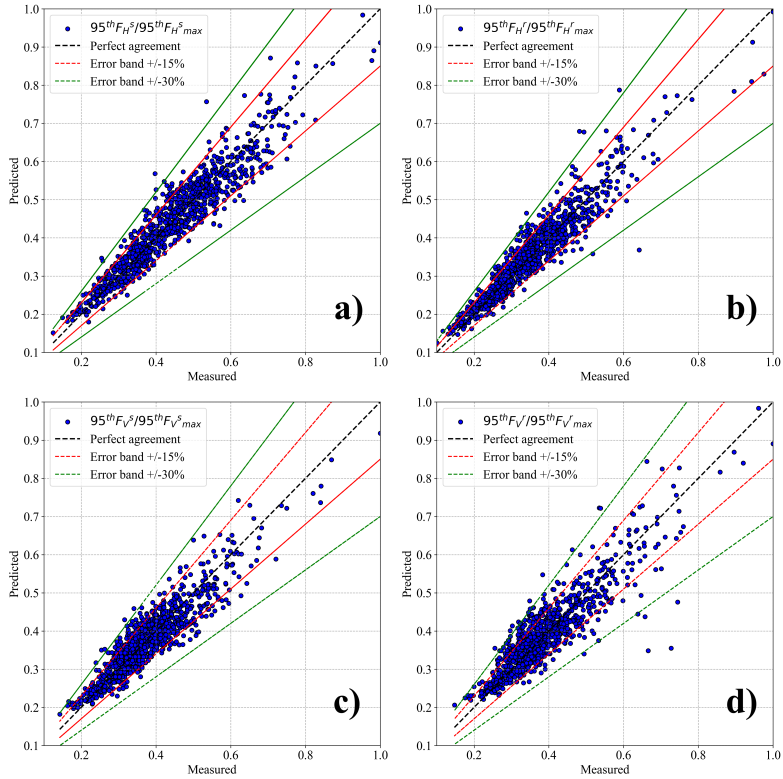 95thFHs/95thFHsmax
Perfect agreement
Error band +/-15%
Error band +/-30%
1.0
0.9
0.8
0.7
0.6
0.5
0.4
0.3
0.2
0.1
Predicted
0.2 0.4 0.6 0.8 1.0
Measured
a)
95thFHr/95thFHrmax
Perfect agreement
Error band +/-15%
Error band +/-30%
1.0
0.9
0.8
0.7
0.6
0.5
0.4
0.3
0.2
0.1
Predicted
0.2 0.4 0.6 0.8 1.0
Measured
b)
95thFVs/95thFVsmax
Perfect agreement
Error band +/-15%
Error band +/-30%
1.0
0.9
0.8
0.7
0.6
0.5
0.4
0.3
0.2
0.1
Predicted
0.2 0.4 0.6 0.8 1.0
Measured
c)
95thFVr/95thFVrmax
Perfect agreement
Error band +/-15%
Error band +/-30%
1.0
0.9
0.8
0.7
0.6
0.5
0.4
0.3
0.2
0.1
Predicted
0.2 0.4 0.6 0.8 1.0
Measured
d)